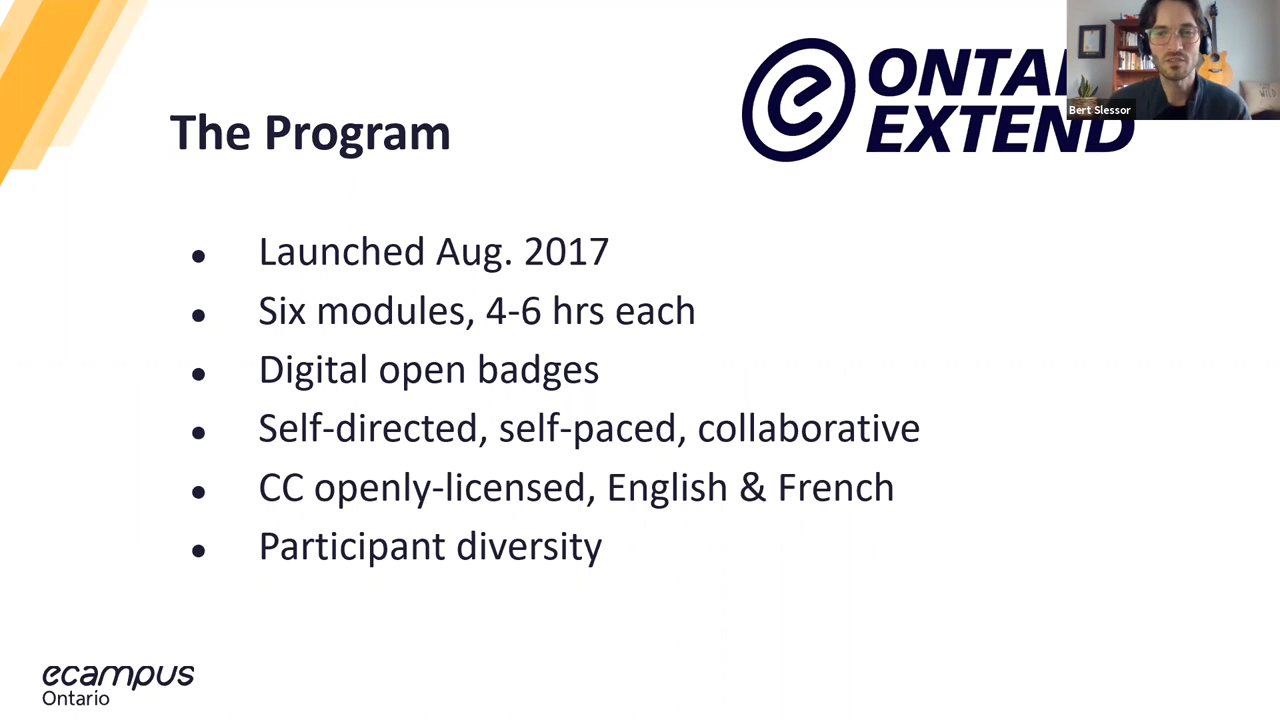 ONTA
EXTEND
Bert Slessor
The Program
● Launched Aug. 2017
● Six modules, 4-6 hrs each
● Digital open badges
● Self-directed, self-paced, collaborative
● CC openly-licensed, English & French
● Participant diversity
ecampus
Ontario